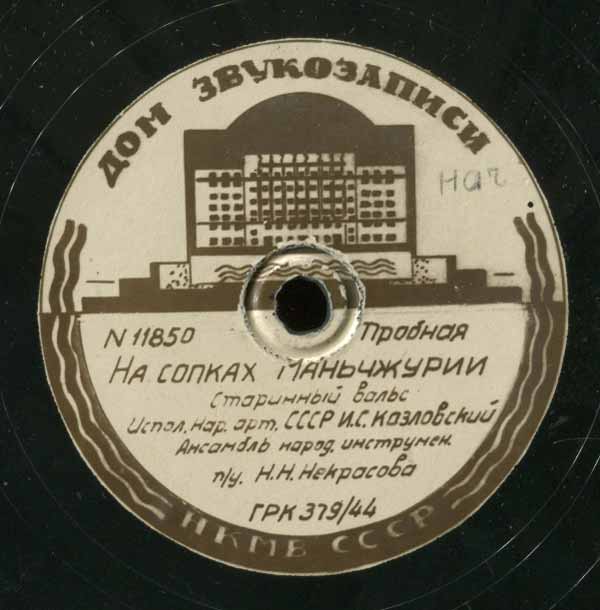 ДОМ ЗВУКОЗАПИСИ
нач
N 11850 Пробная
НА СОПКАХ МАНЬЧЖУРИИ
Старинный вальс
Испол. Нар. арт. СССР И.С. Козловский
Ансамбль народ. инструмен.
п/у. Н.Н. Некрасова
ГРК 379/44
НКМВ СССР